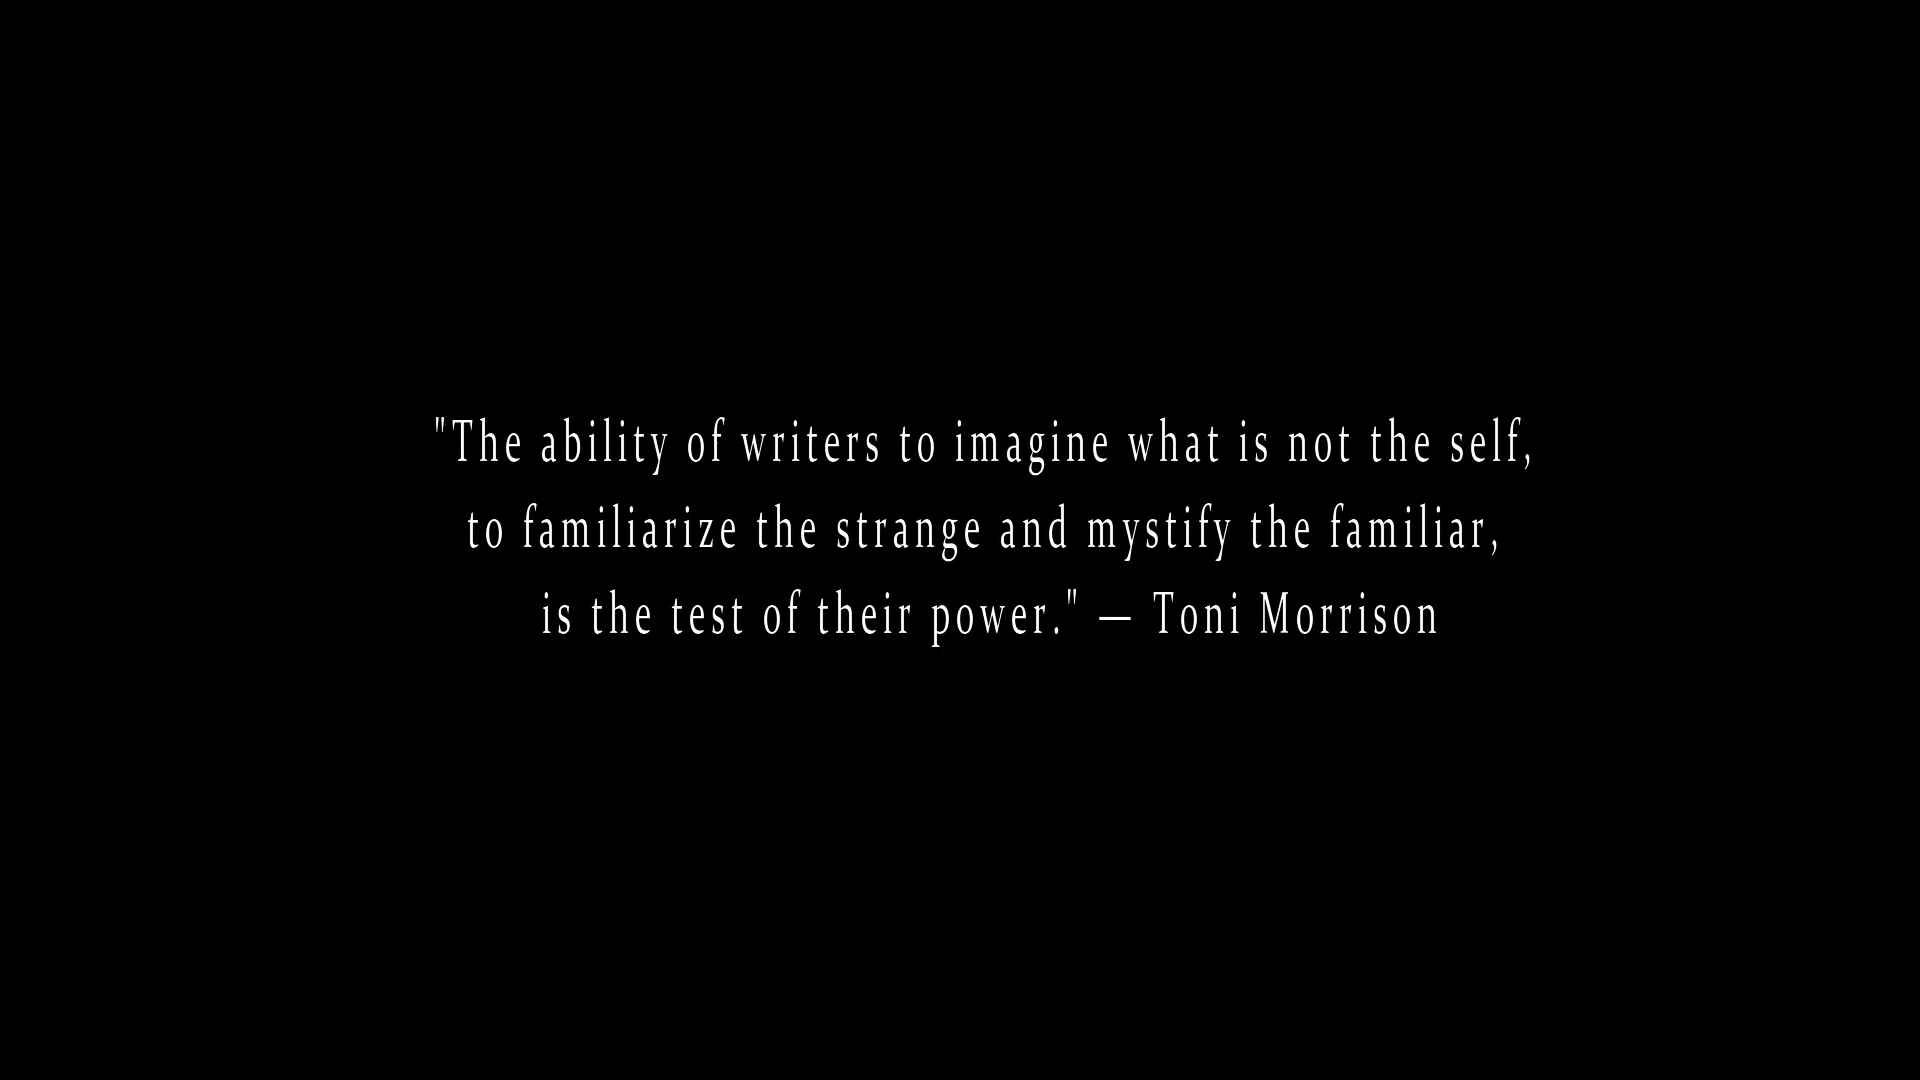 "The ability of writers to imagine what is not the self,
to familiarize the strange and mystify the familiar,
is the test of their power." — Toni Morrison